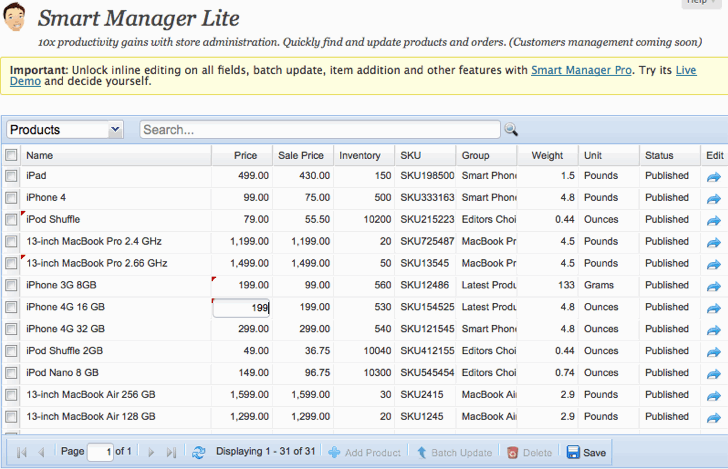 Help
Smart Manager Lite
10x productivity gains with store administration. Quickly find and update products and orders. (Customers management coming soon)
Important: Unlock inline editing on all fields, batch update, item addition and other features with Smart Manager Pro. Try its Live
Demo and decide yourself.
Products Search...
Name Price Sale Price Inventory SKU Group Weight Unit Status Edit
iPad 499.00 430.00 150 SKU198500 Smart Phone 1.5 Pounds Published
iPhone 4 99.00 75.00 500 SKU333163 Smart Phone 4.8 Pounds Published
iPod Shuffle 79.00 55.50 10200 SKU215223 Editors Choi 0.44 Ounces Published
13-inch MacBook Pro 2.4 GHz 1,199.00 1,199.00 20 SKU725487 MacBook Pr 4.5 Pounds Published
13-inch MacBook Pro 2.66 GHz 1,499.00 1,499.00 50 SKU13545 MacBook Pr 4.5 Pounds Published
iPhone 3G 8GB 199.00 99.00 560 SKU12486 Latest Produ 133 Grams Published
iPhone 4G 16 GB 199 199.00 530 SKU154525 Latest Produ 4.8 Ounces Published
iPhone 4G 32 GB 299.00 299.00 540 SKU121545 Smart Phone 4.8 Ounces Published
iPod Shuffle 2GB 49.00 36.75 10040 SKU412155 Editors Choi 0.44 Ounces Published
iPod Nano 8 GB 149.00 96.75 10300 SKU545454 Editors Choi 0.74 Ounces Published
13-inch MacBook Air 256 GB 1,599.00 1,599.00 30 SKU2415 MacBook Ai 2.9 Pounds Published
13-inch MacBook Air 128 GB 1,299.00 1,299.00 20 SKU1245 MacBook Ai 2.9 Pounds Published
Page 1 of 1 Displaying 1 - 31 of 31 Add Product Batch Update Delete Save